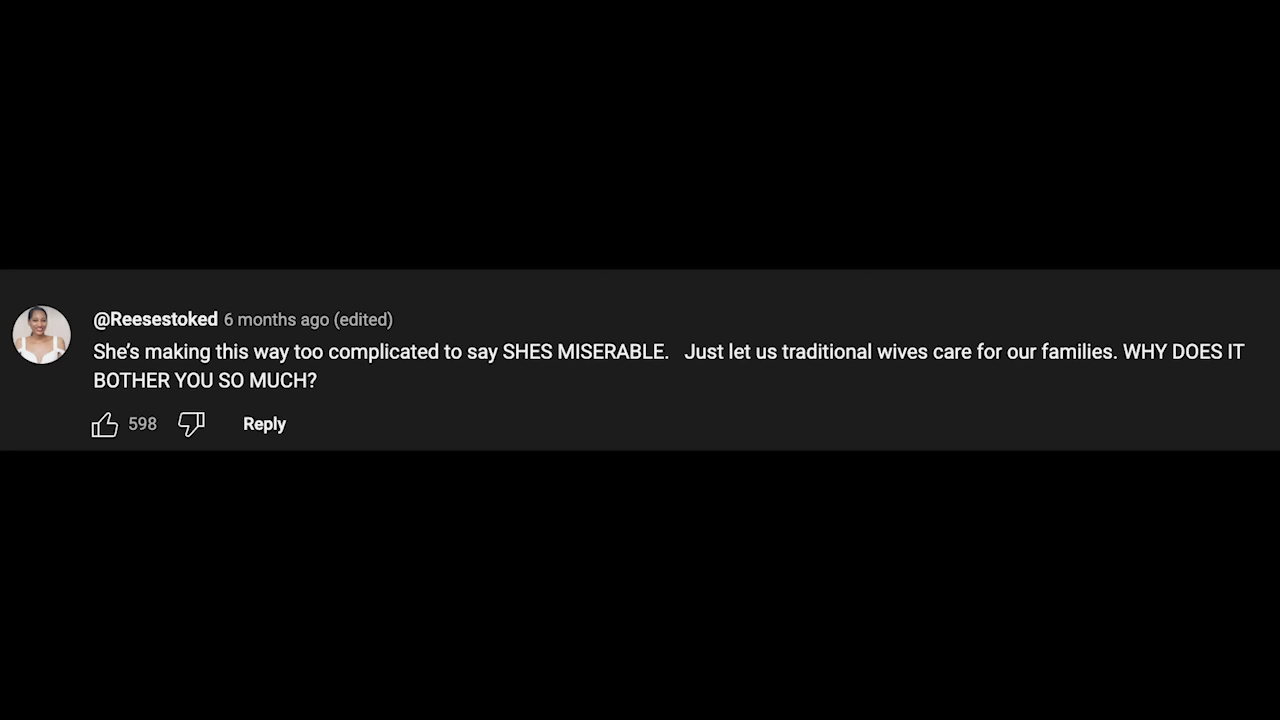 @Reesestoked 6 months ago (edited)
She's making this way too complicated to say SHES MISERABLE.   Just let us traditional wives care for our families. WHY DOES IT
BOTHER YOU SO MUCH?
598 Reply